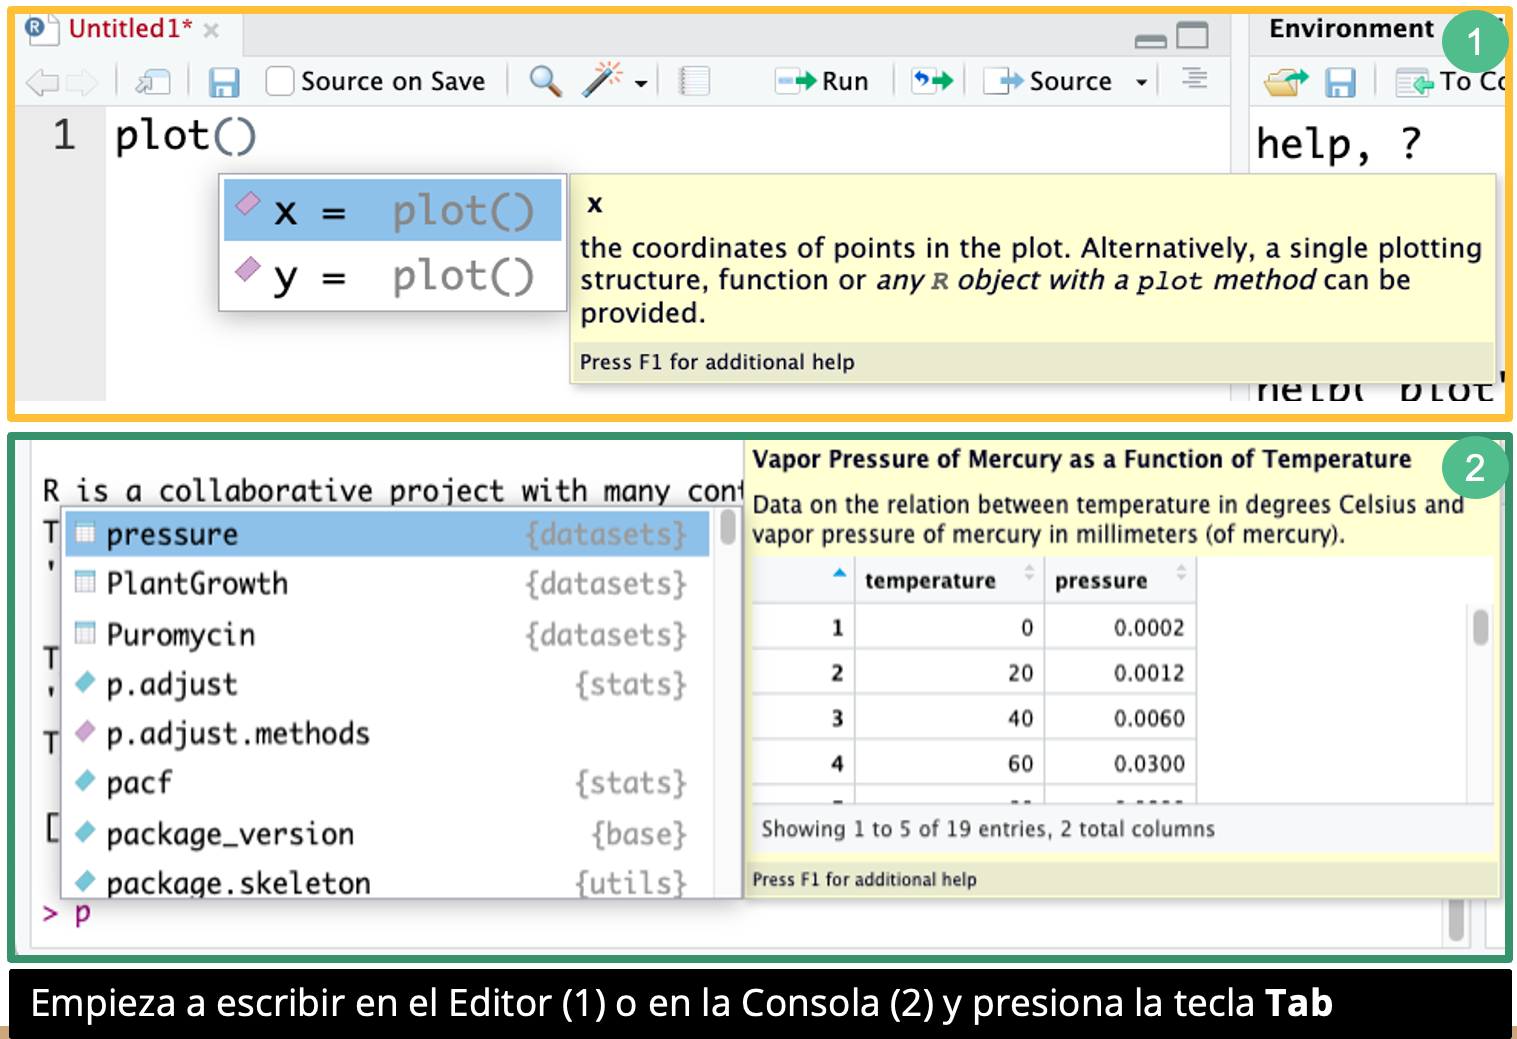 Untitled1*
Environment
1
Source on Save
Run
Source
To Co
1 plot()
help, ?
x = plot()
y = plot()
x
the coordinates of points in the plot. Alternatively, a single plotting
structure, function or any R object with a plot method can be
provided.
Press F1 for additional help
help( plot'
2
R is a collaborative project with many cont
T
'
T
'
T
[
pressure {datasets}
PlantGrowth {datasets}
Puromycin {datasets}
p.adjust {stats}
p.adjust.methods
pacf {stats}
package_version {base}
package.skeleton {utils}
> p
Vapor Pressure of Mercury as a Function of Temperature
Data on the relation between temperature in degrees Celsius and
vapor pressure of mercury in millimeters (of mercury).
temperature pressure
1 0 0.0002
2 20 0.0012
3 40 0.0060
4 60 0.0300
Showing 1 to 5 of 19 entries, 2 total columns
Press F1 for additional help
Empieza a escribir en el Editor (1) o en la Consola (2) y presiona la tecla Tab